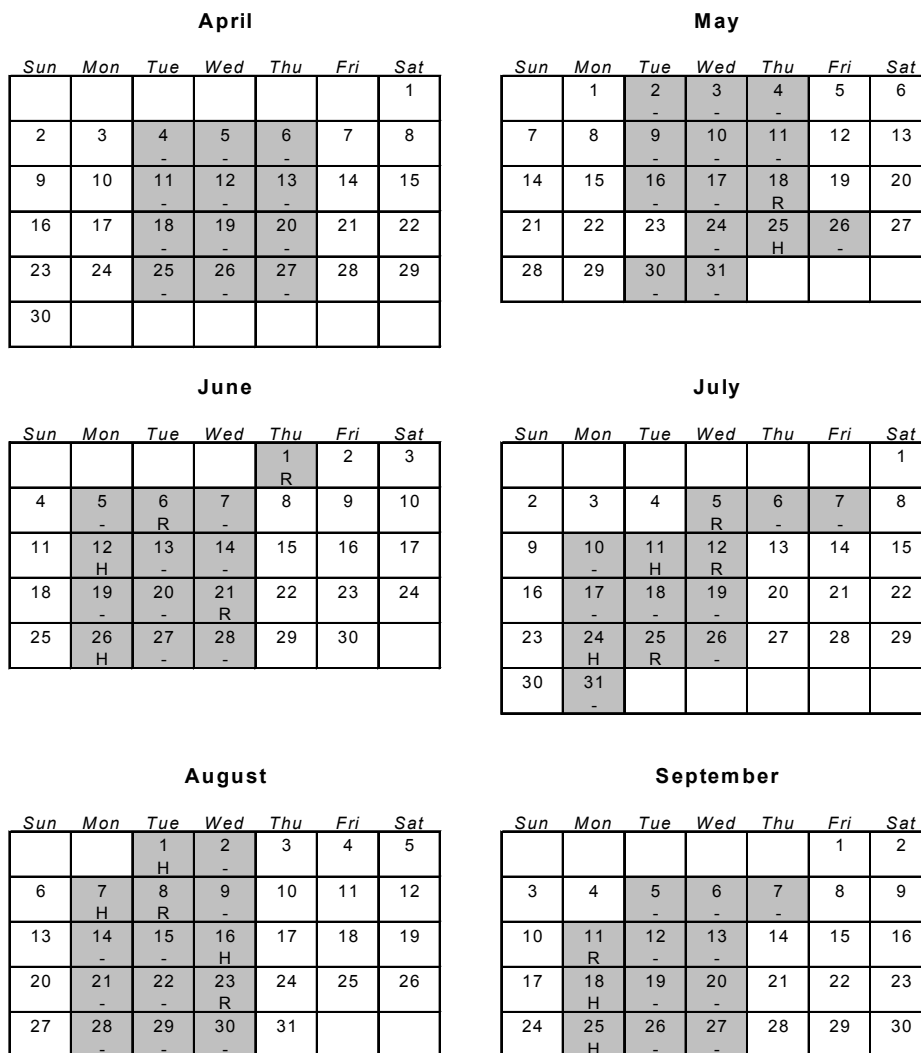 April
Sun Mon Tue Wed Thu Fri Sat
1
2 3 4 5 6 7 8
- - -
9 10 11 12 13 14 15
- - -
16 17 18 19 20 21 22
- - -
23 24 25 26 27 28 29
- - -
30
May
Sun Mon Tue Wed Thu Fri Sat
1 2 3 4 5 6
- - -
7 8 9 10 11 12 13
- - -
14 15 16 17 18 19 20
- - R
21 22 23 24 25 26 27
- H -
28 29 30 31
- -
June
Sun Mon Tue Wed Thu Fri Sat
1 2 3
R
4 5 6 7 8 9 10
- R -
11 12 13 14 15 16 17
H - -
18 19 20 21 22 23 24
- - R
25 26 27 28 29 30
H - -
July
Sun Mon Tue Wed Thu Fri Sat
1
2 3 4 5 6 7 8
R - -
9 10 11 12 13 14 15
- H R
16 17 18 19 20 21 22
- - -
23 24 25 26 27 28 29
H R -
30 31
-
August
Sun Mon Tue Wed Thu Fri Sat
1 2 3 4 5
H -
6 7 8 9 10 11 12
H R -
13 14 15 16 17 18 19
- - H
20 21 22 23 24 25 26
- - R
27 28 29 30 31
- - -
September
Sun Mon Tue Wed Thu Fri Sat
1 2
3 4 5 6 7 8 9
- - -
10 11 12 13 14 15 16
R - -
17 18 19 20 21 22 23
H - -
24 25 26 27 28 29 30
H - -